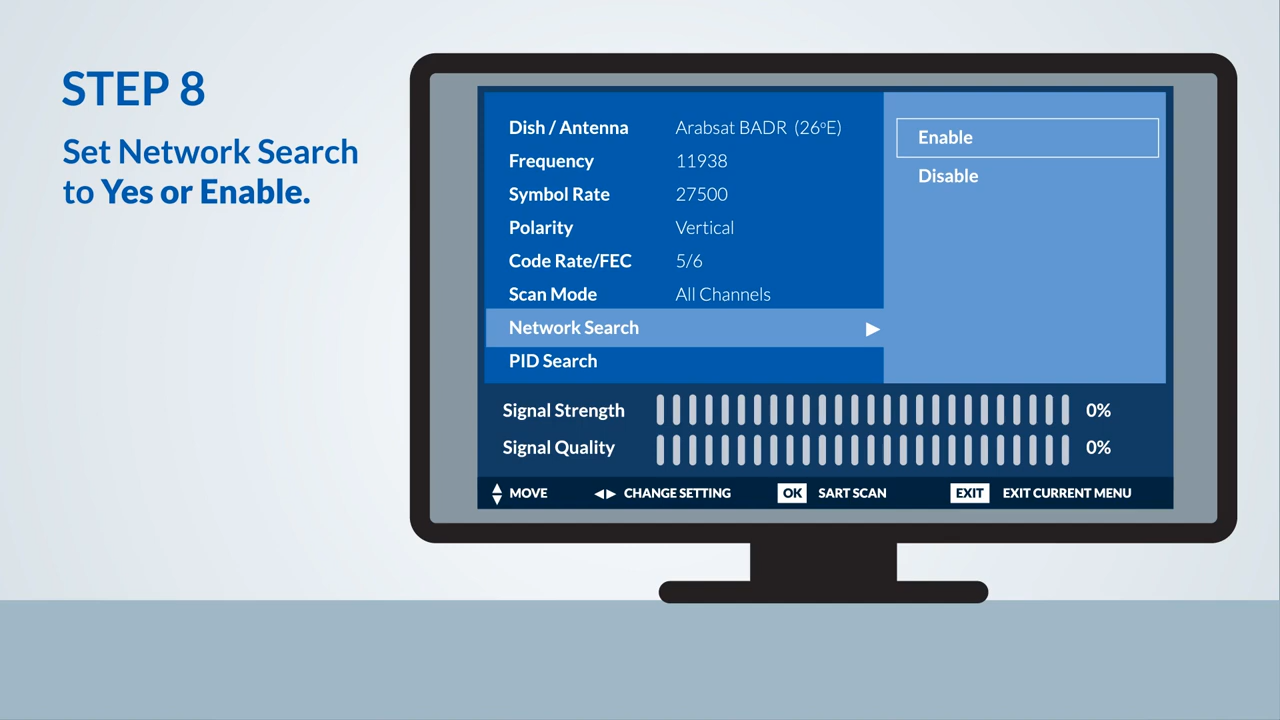 STEP 8
Set Network Search
to Yes or Enable.
Dish / Antenna Arabsat BADR (26ºE)
Frequency 11938
Symbol Rate 27500
Polarity Vertical
Code Rate/FEC 5/6
Scan Mode All Channels
Network Search
PID Search
Enable
Disable
Signal Strength 0%
Signal Quality 0%
MOVE CHANGE SETTING OK SART SCAN EXIT EXIT CURRENT MENU